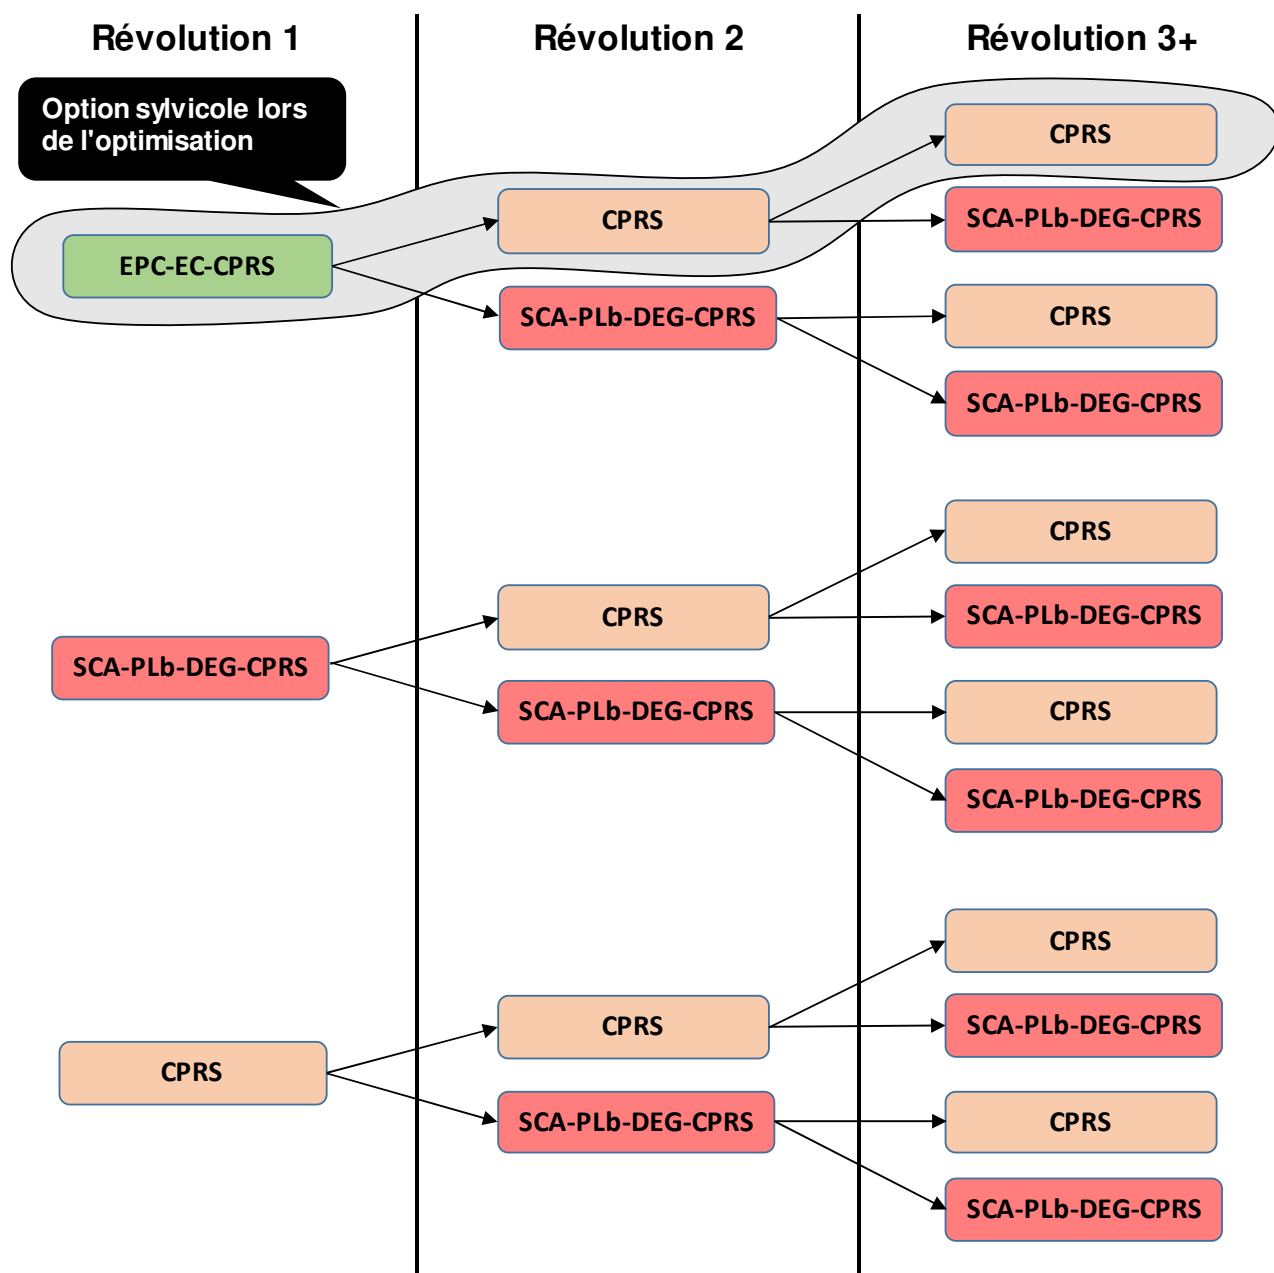 Révolution 1
Révolution 2
Révolution 3+
Option sylvicole lors
de l'optimisation
CPRS
CPRS
SCA-PLb-DEG-CPRS
EPC-EC-CPRS
SCA-PLb-DEG-CPRS
CPRS
SCA-PLb-DEG-CPRS
CPRS
CPRS
SCA-PLb-DEG-CPRS
SCA-PLb-DEG-CPRS
SCA-PLb-DEG-CPRS
CPRS
SCA-PLb-DEG-CPRS
CPRS
CPRS
SCA-PLb-DEG-CPRS
CPRS
SCA-PLb-DEG-CPRS
CPRS
SCA-PLb-DEG-CPRS